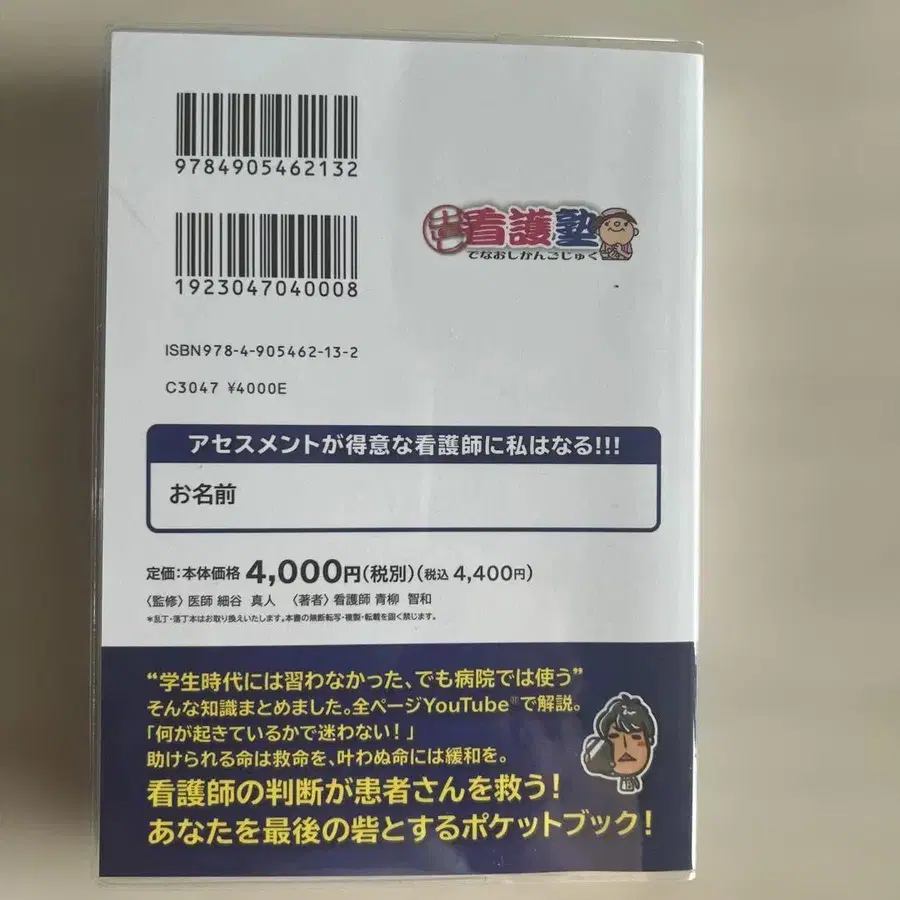 9784905462132
看護塾
でなおしかんごじゅく
1923047040008
ISBN978-4-905462-13-2
C3047 ¥4000E
アセスメントが得意な看護師に私はなる!!!
お名前
定価:本体価格 4,000円(税別)(税込 4,400円)
〈監修〉医師 細谷 真人 〈著者〉看護師 青柳 智和
*乱丁・落丁本はお取り換えいたします。本書の無断転写・複製・転載を固く禁じます。
“学生時代には習わなかった、でも病院では使う”
そんな知識まとめました。全ページYouTube®で解説。
「何が起きているかで迷わない!」
助けられる命は救命を、叶わぬ命には緩和を。
看護師の判断が患者さんを救う!
あなたを最後の砦とするポケットブック!